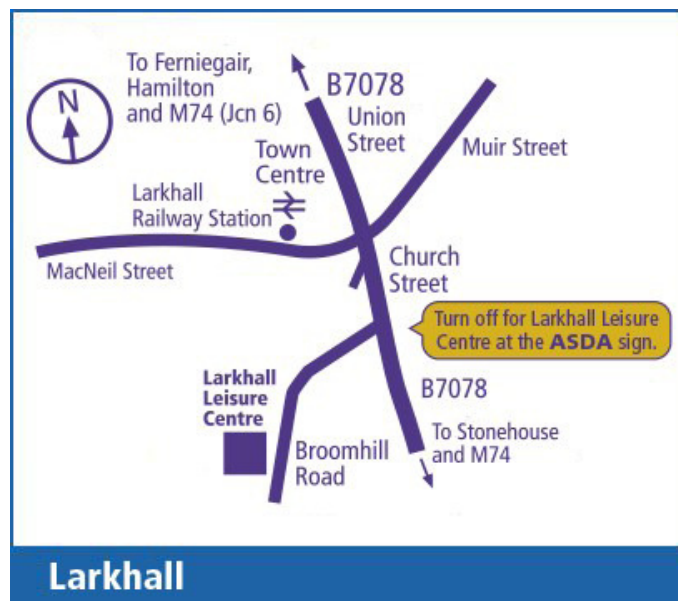 To Ferniegair,
Hamilton
and M74 (Jcn 6)
N
B7078
Union
Street
Muir Street
Town
Centre
Larkhall
Railway Station
MacNeil Street
Church
Street
Turn off for Larkhall Leisure
Centre at the ASDA sign.
Larkhall
Leisure
Centre
B7078
Broomhill
Road
To Stonehouse
and M74
Larkhall